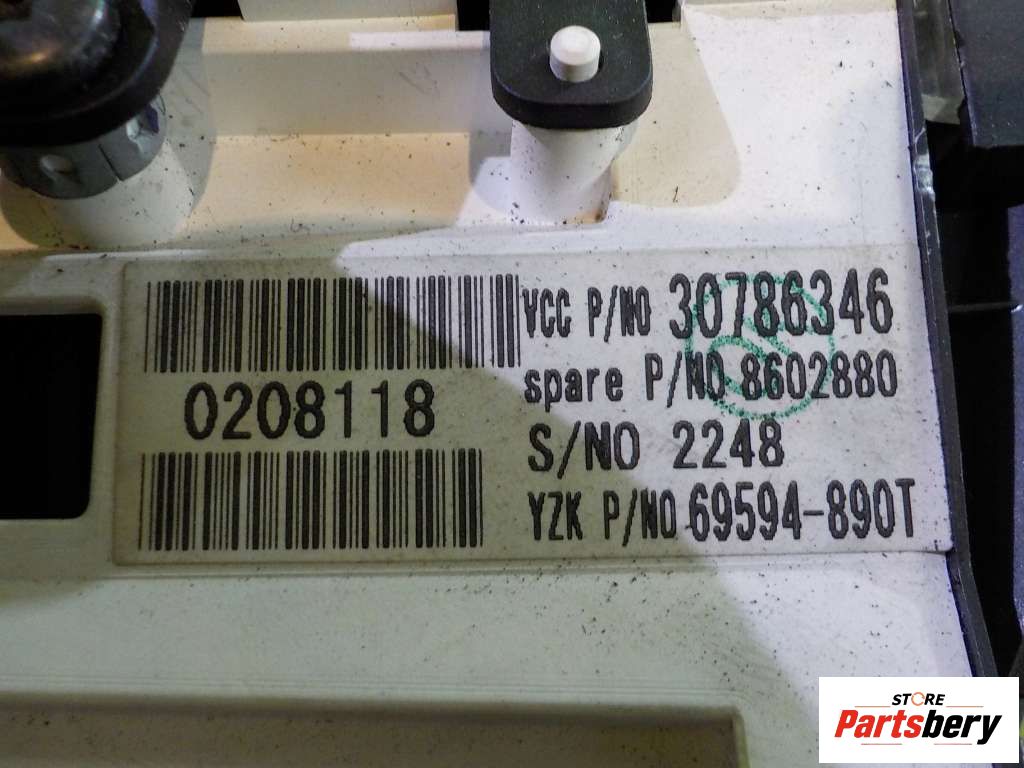 VCC P/NO 30786346
spare P/NO 8602880
0208118
S/NO 2248
YZK P/NO 69594-890T
STORE
Partsbery